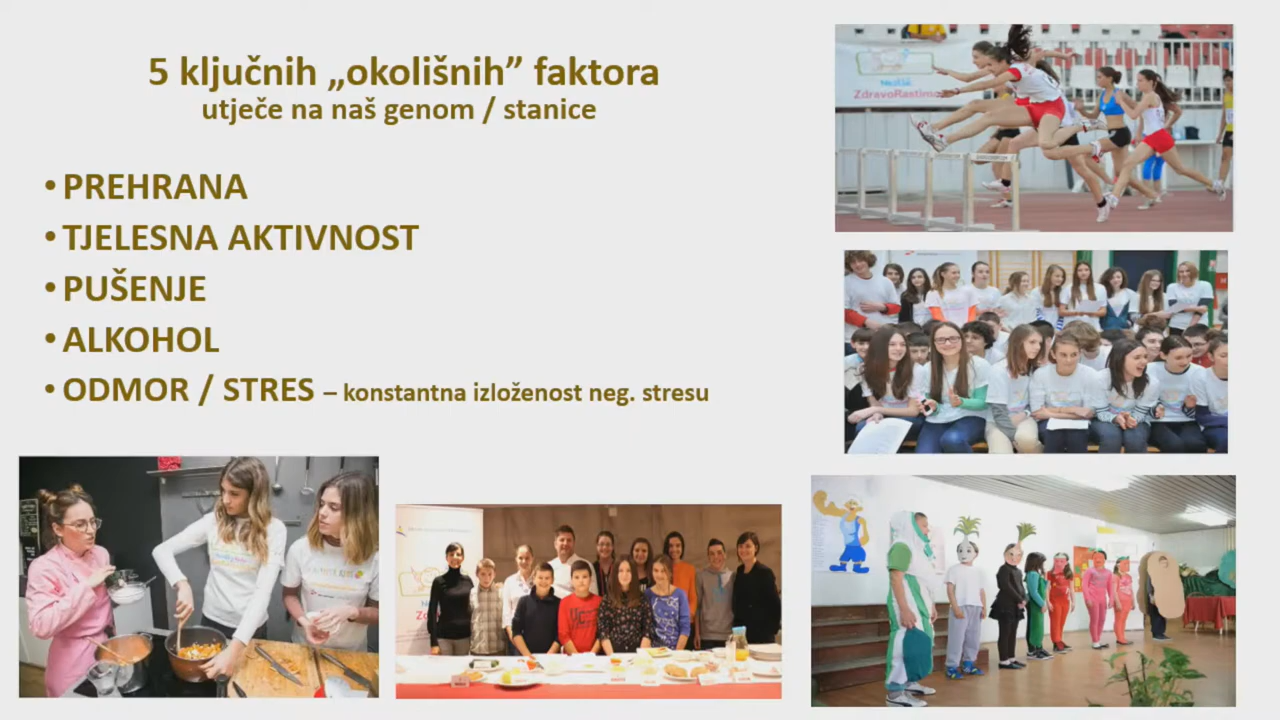 5 ključnih „okolišnih” faktora
utječe na naš genom / stanice
• PREHRANA
• TJELESNA AKTIVNOST
• PUŠENJE
• ALKOHOL
• ODMOR / STRES – konstantna izloženost neg. stresu
ZdravoRastimo